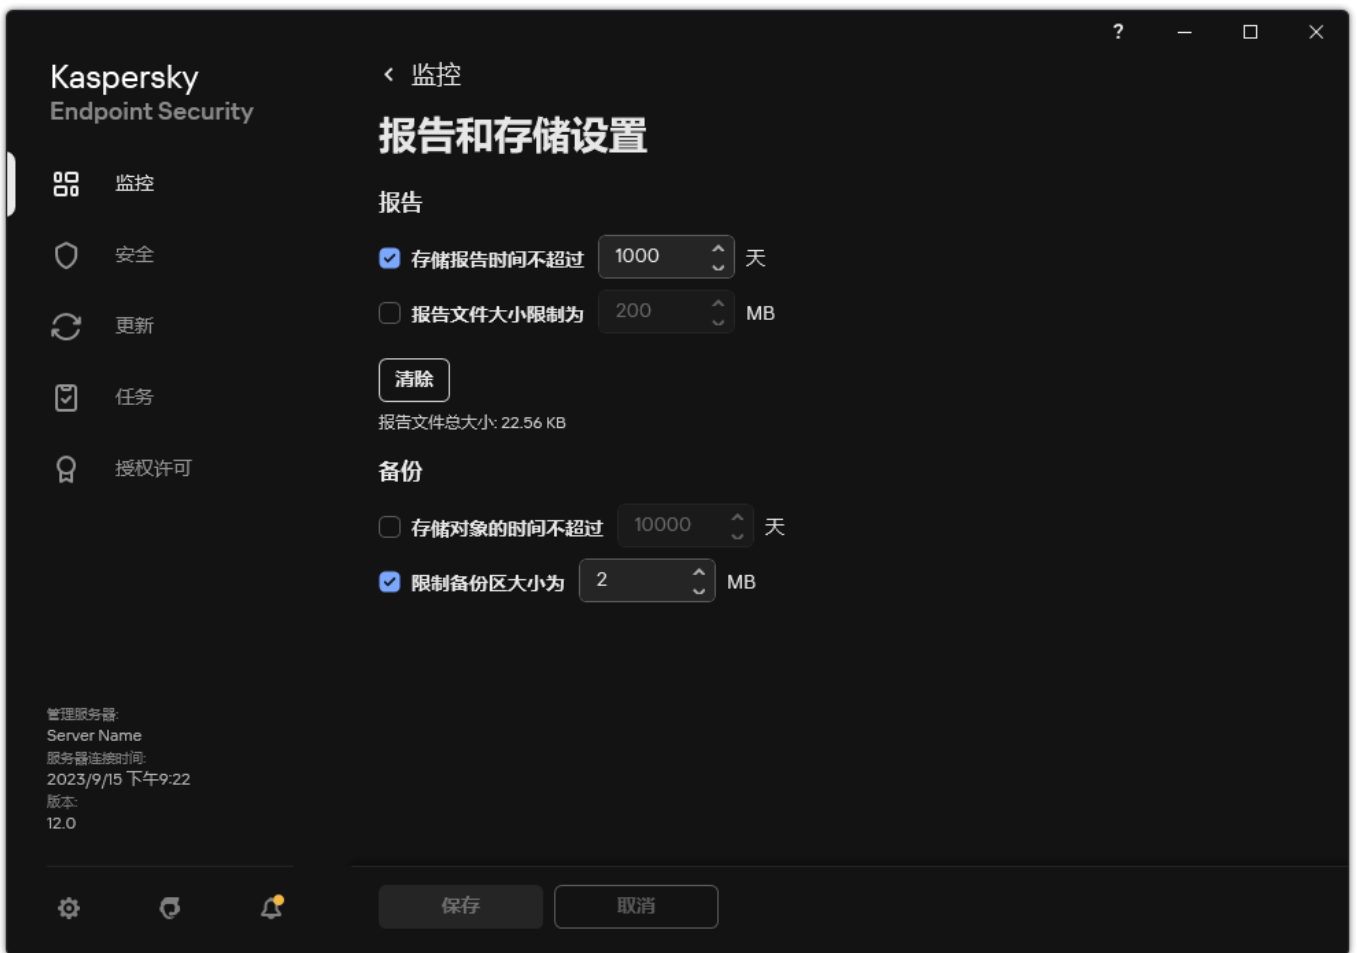 ?
Kaspersky
Endpoint Security
监控
安全
更新
任务
授权许可
管理服务器:
Server Name
服务器连接时间:
2023/9/15 下午9:22
版本:
12.0
监控
报告和存储设置
报告
存储报告时间不超过 1000 天
报告文件大小限制为 200 MB
清除
报告文件总大小: 22.56 KB
备份
存储对象的时间不超过 10000 天
限制备份区大小为 2 MB
保存 取消